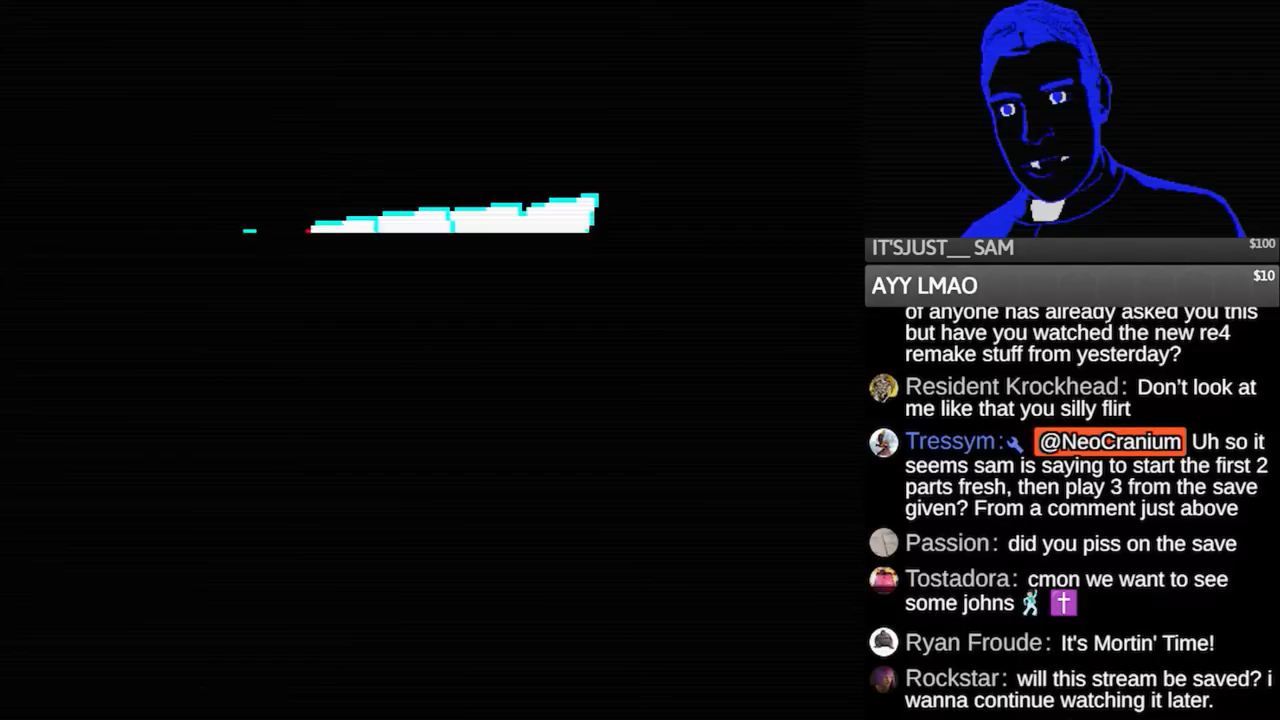 IT'SJUST__ SAM $100
AYY LMAO $10
of anyone has already asked you this
but have you watched the new re4
remake stuff from yesterday?
Resident Krockhead: Don't look at
me like that you silly flirt
Tressym: @NeoCranium Uh so it
seems sam is saying to start the first 2
parts fresh, then play 3 from the save
given? From a comment just above
Passion: did you piss on the save
Tostadora: cmon we want to see
some johns 🕺🏻 ✝️
Ryan Froude: It's Mortin' Time!
Rockstar: will this stream be saved? i
wanna continue watching it later.